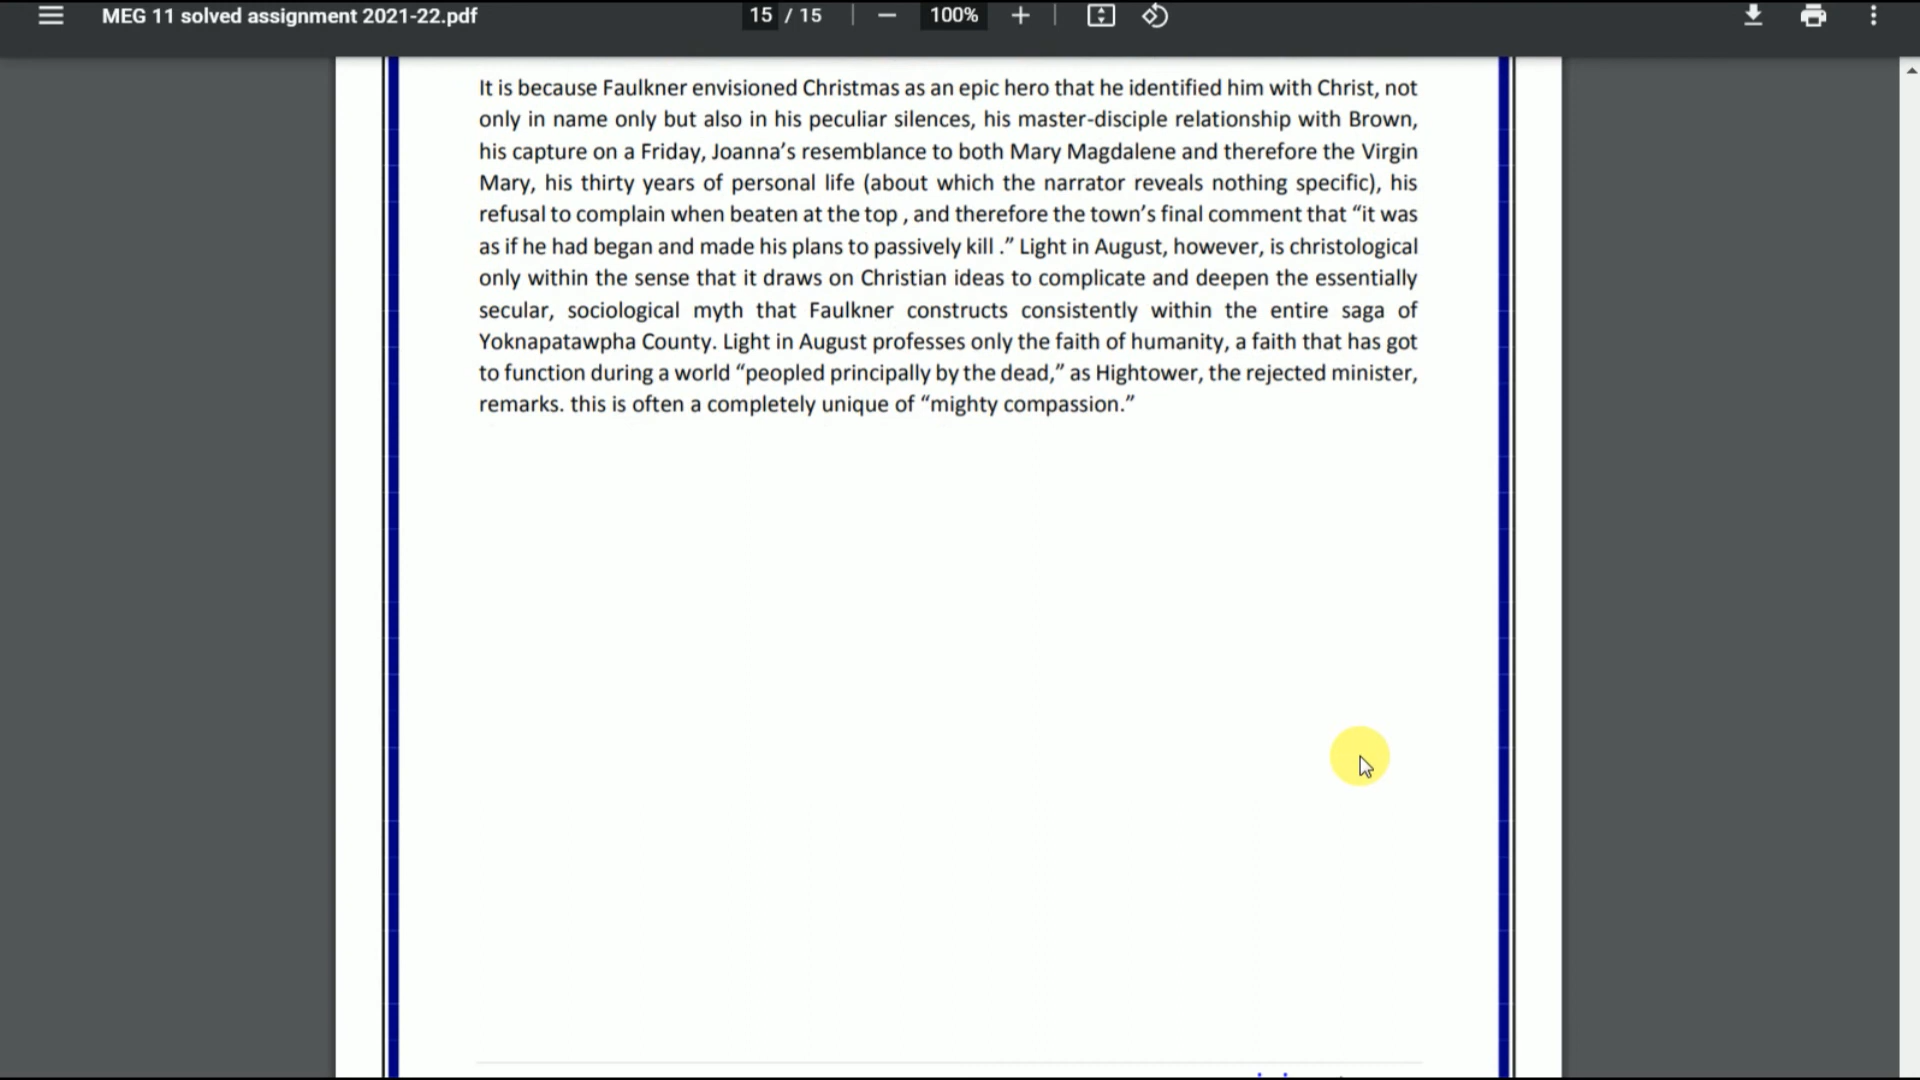 MEG 11 solved assignment 2021-22.pdf
15 / 15
100%
It is because Faulkner envisioned Christmas as an epic hero that he identified him with Christ, not
only in name only but also in his peculiar silences, his master-disciple relationship with Brown,
his capture on a Friday, Joanna’s resemblance to both Mary Magdalene and therefore the Virgin
Mary, his thirty years of personal life (about which the narrator reveals nothing specific), his
refusal to complain when beaten at the top , and therefore the town’s final comment that “it was
as if he had began and made his plans to passively kill .” Light in August, however, is christological
only within the sense that it draws on Christian ideas to complicate and deepen the essentially
secular, sociological myth that Faulkner constructs consistently within the entire saga of
Yoknapatawpha County. Light in August professes only the faith of humanity, a faith that has got
to function during a world “peopled principally by the dead,” as Hightower, the rejected minister,
remarks. this is often a completely unique of “mighty compassion.”